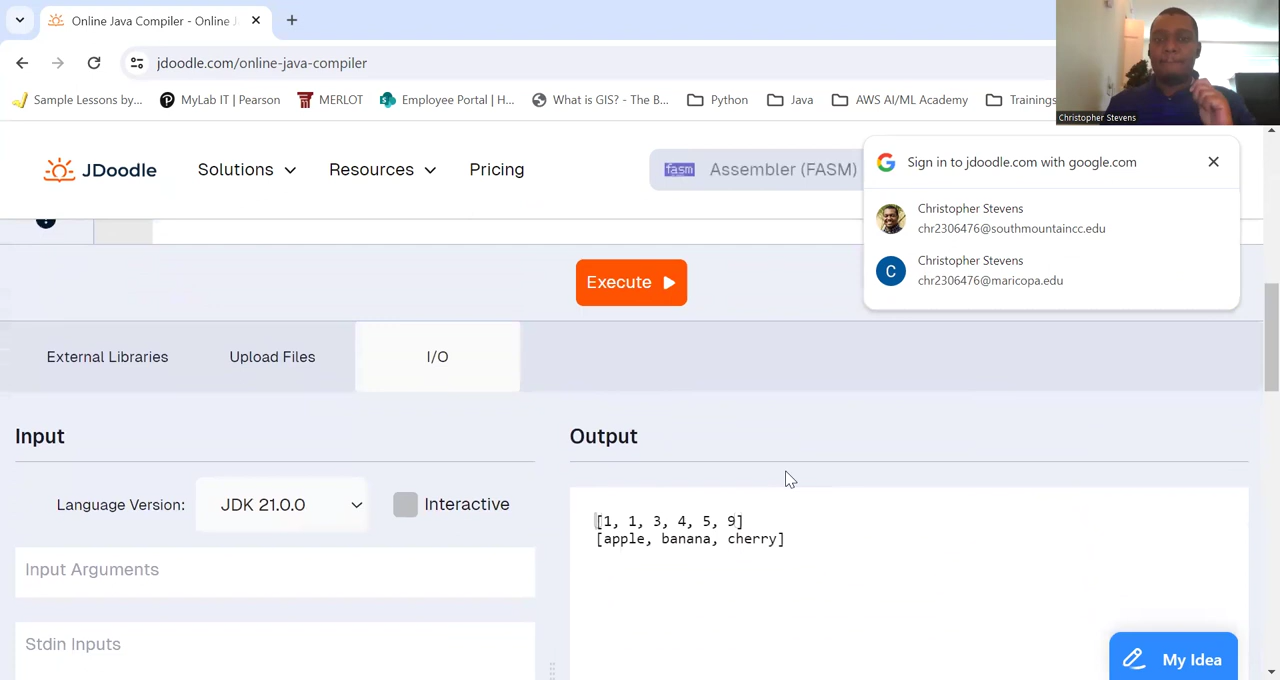 Online Java Compiler - Online J
jdoodle.com/online-java-compiler
Sample Lessons by...
MyLab IT | Pearson
MERLOT
Employee Portal | H...
What is GIS? - The B...
Python
Java
AWS AI/ML Academy
Trainings
Christopher Stevens
JDoodle
Solutions
Resources
Pricing
fasm
Assembler (FASM)
Sign in to jdoodle.com with google.com
Christopher Stevens
chr2306476@southmountaincc.edu
C
Christopher Stevens
chr2306476@maricopa.edu
Execute
External Libraries
Upload Files
I/O
Input
Output
Language Version:
JDK 21.0.0
Interactive
[1, 1, 3, 4, 5, 9]
[apple, banana, cherry]
Input Arguments
Stdin Inputs
My Idea